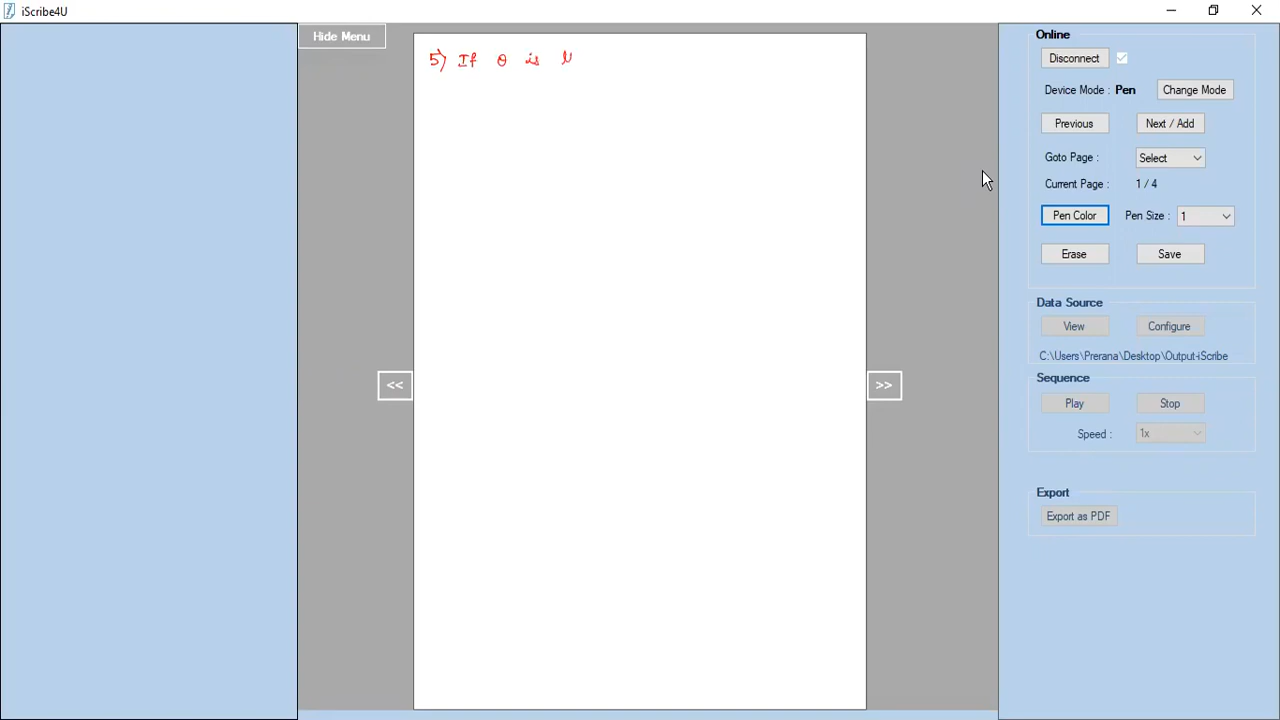 iScribe4U
Hide Menu
5) If θ is
<<
>>
Online
Disconnect
Device Mode : Pen Change Mode
Previous Next / Add
Goto Page : Select
Current Page : 1 / 4
Pen Color Pen Size : 1
Erase Save
Data Source
View Configure
C:\Users\Prerana\Desktop\Output-iScribe
Sequence
Play Stop
Speed : 1x
Export
Export as PDF